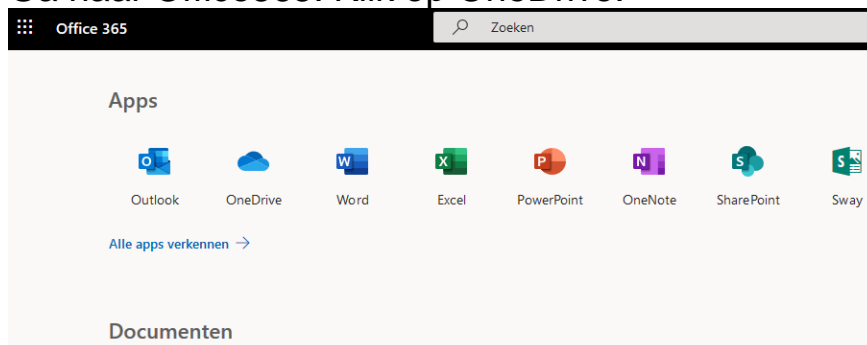 Office 365 Zoeken
Apps
Outlook OneDrive Word Excel PowerPoint OneNote SharePoint Sway
Alle apps verkennen →
Documenten